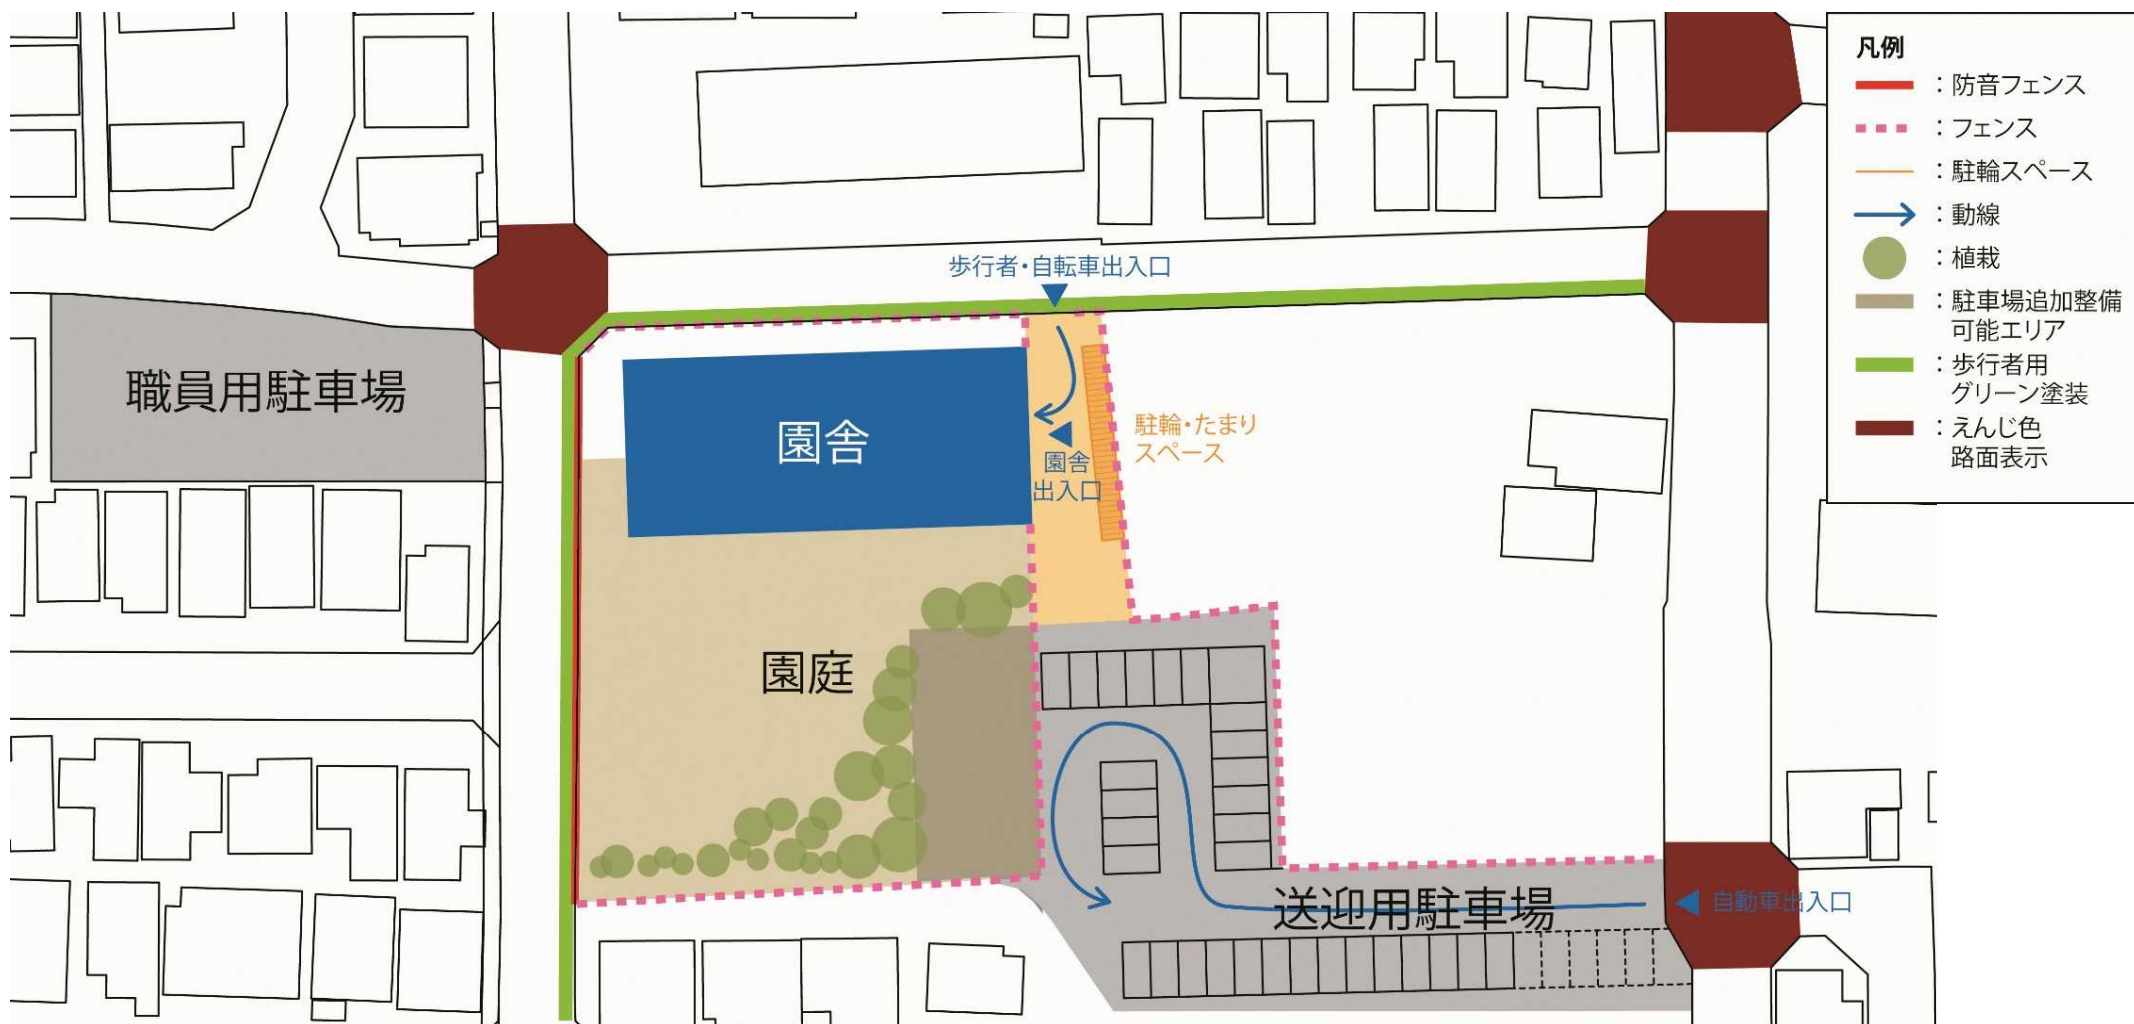 凡例
：防音フェンス
：フェンス
：駐輪スペース
：動線
：植栽
：駐車場追加整備
可能エリア
：歩行者用
グリーン塗装
：えんじ色
路面表示
歩行者・自転車出入口
職員用駐車場
園舎
駐輪・たまり
スペース
園舎
出入口
園庭
送迎用駐車場
自動車出入口